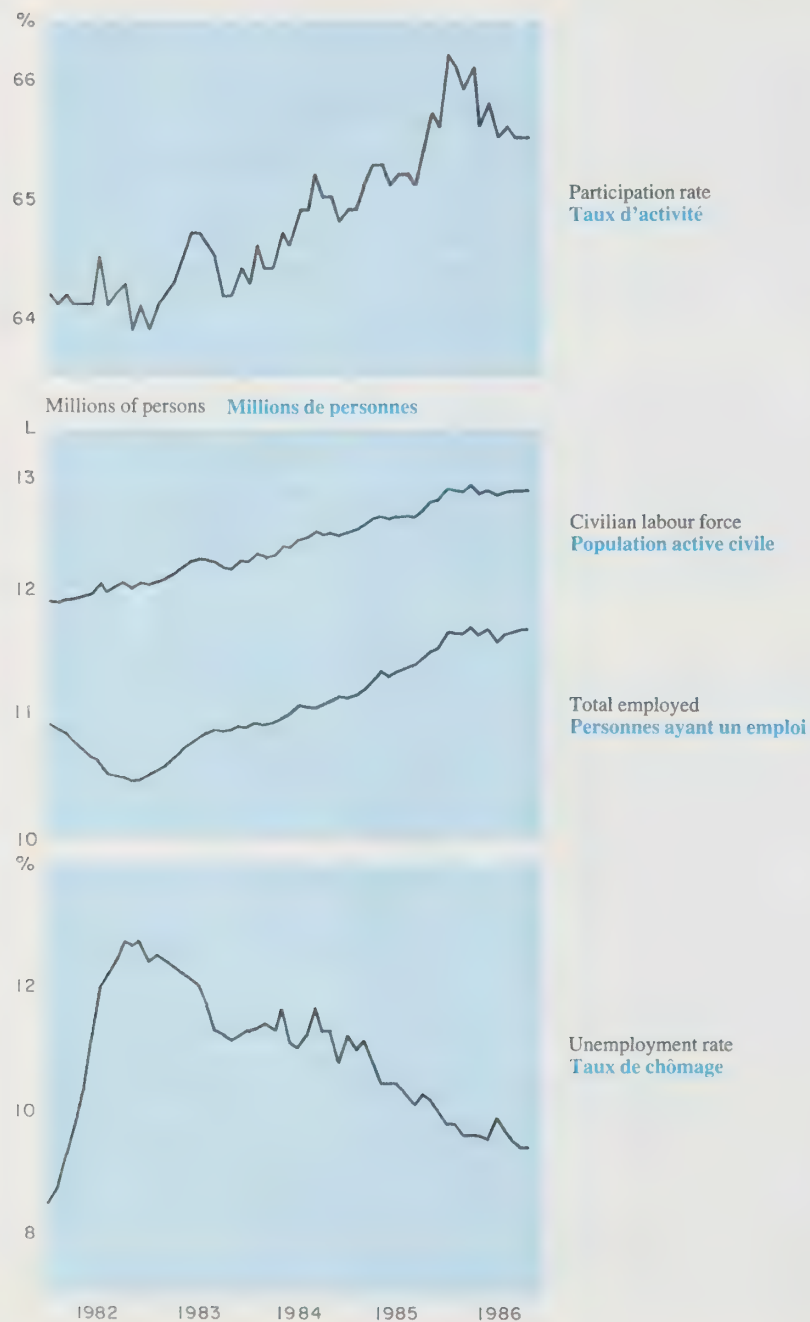 %
66
65
64
Participation rate
Taux d'activité
Millions of persons Millions de personnes
L
13
12
11
10
Civilian labour force
Population active civile
Total employed
Personnes ayant un emploi
%
12
10
8
Unemployment rate
Taux de chômage
1982 1983 1984 1985 1986